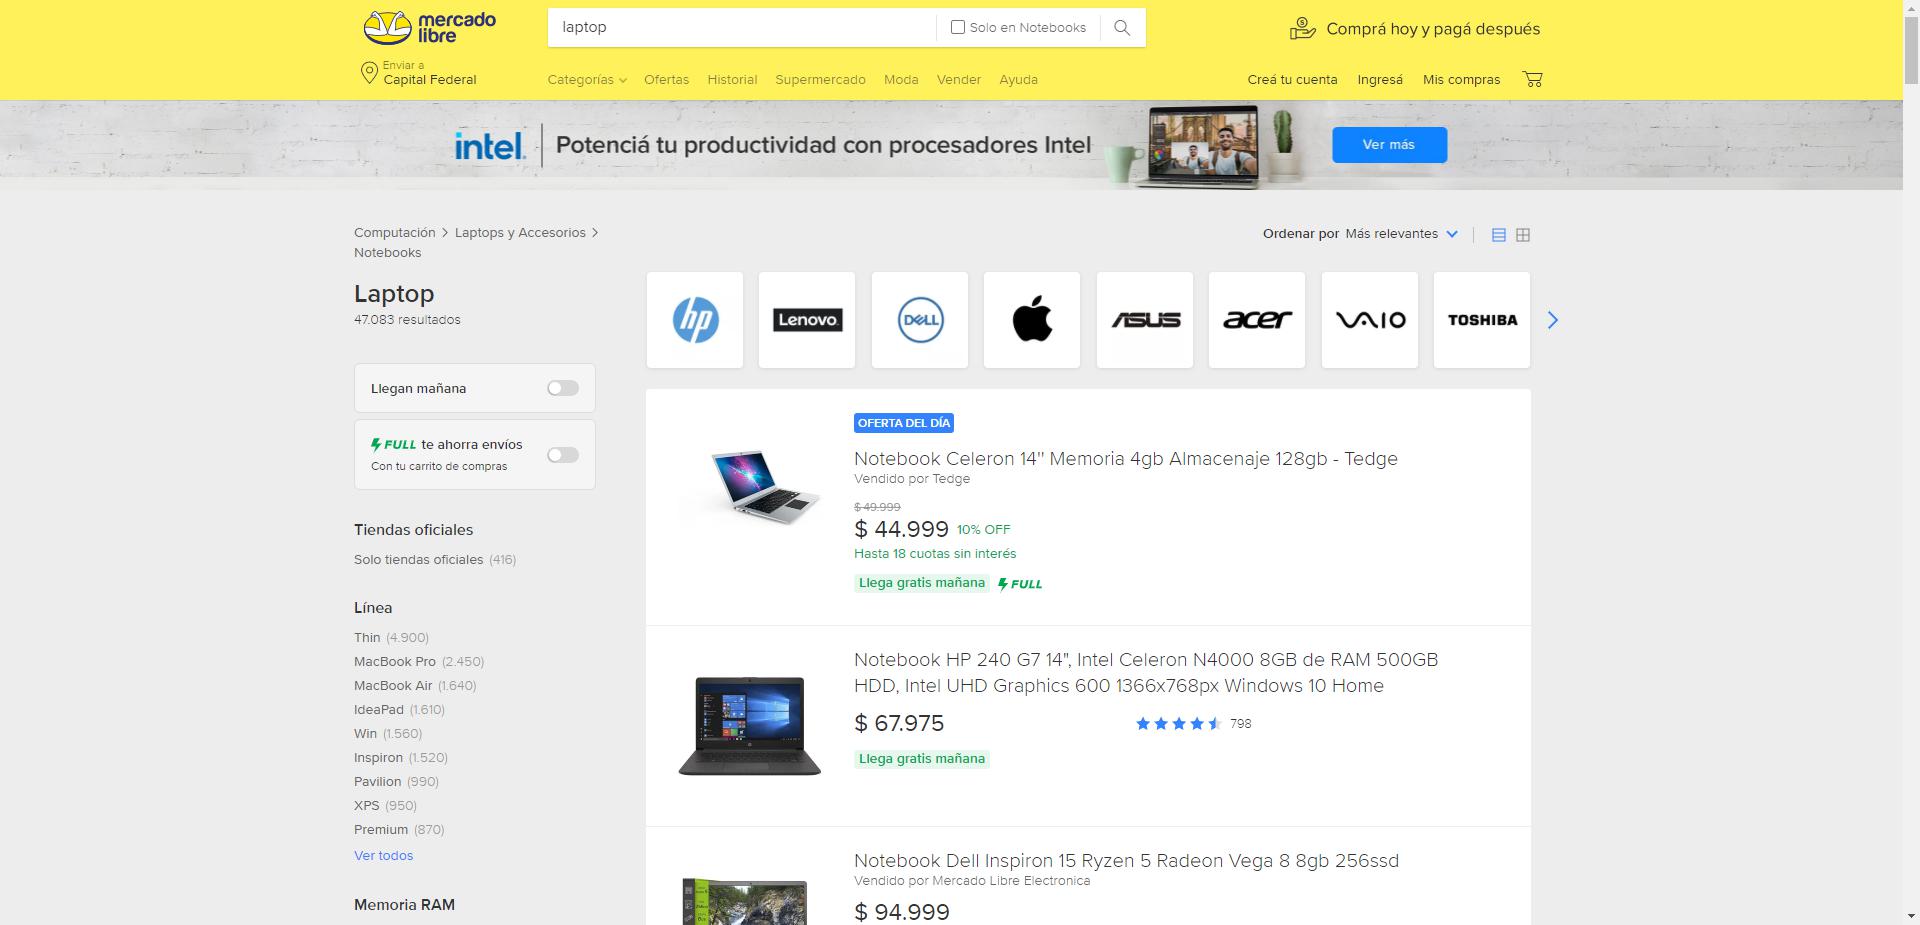 mercado libre
laptop
Solo en Notebooks
Comprá hoy y pagá después
Enviar a
Capital Federal
Categorías
Ofertas
Historial
Supermercado
Moda
Vender
Ayuda
Creá tu cuenta
Ingresá
Mis compras
intel.
Potenciá tu productividad con procesadores Intel
Ver más
Computación > Laptops y Accesorios >
Notebooks
Laptop
47.083 resultados
Ordenar por Más relevantes
hp
Lenovo
DELL
ASUS
acer
VAIO
TOSHIBA
Llegan mañana
FULL te ahorra envíos
Con tu carrito de compras
Tiendas oficiales
Solo tiendas oficiales (416)
Línea
Thin (4.900)
MacBook Pro (2.450)
MacBook Air (1.640)
IdeaPad (1.610)
Win (1.560)
Inspiron (1.520)
Pavilion (990)
XPS (950)
Premium (870)
Ver todos
Memoria RAM
OFERTA DEL DÍA
Notebook Celeron 14'' Memoria 4gb Almacenaje 128gb - Tedge
Vendido por Tedge
$ 49.999
$ 44.999 10% OFF
Hasta 18 cuotas sin interés
Llega gratis mañana FULL
Notebook HP 240 G7 14", Intel Celeron N4000 8GB de RAM 500GB
HDD, Intel UHD Graphics 600 1366x768px Windows 10 Home
$ 67.975
798
Llega gratis mañana
Notebook Dell Inspiron 15 Ryzen 5 Radeon Vega 8 8gb 256ssd
Vendido por Mercado Libre Electronica
$ 94.999